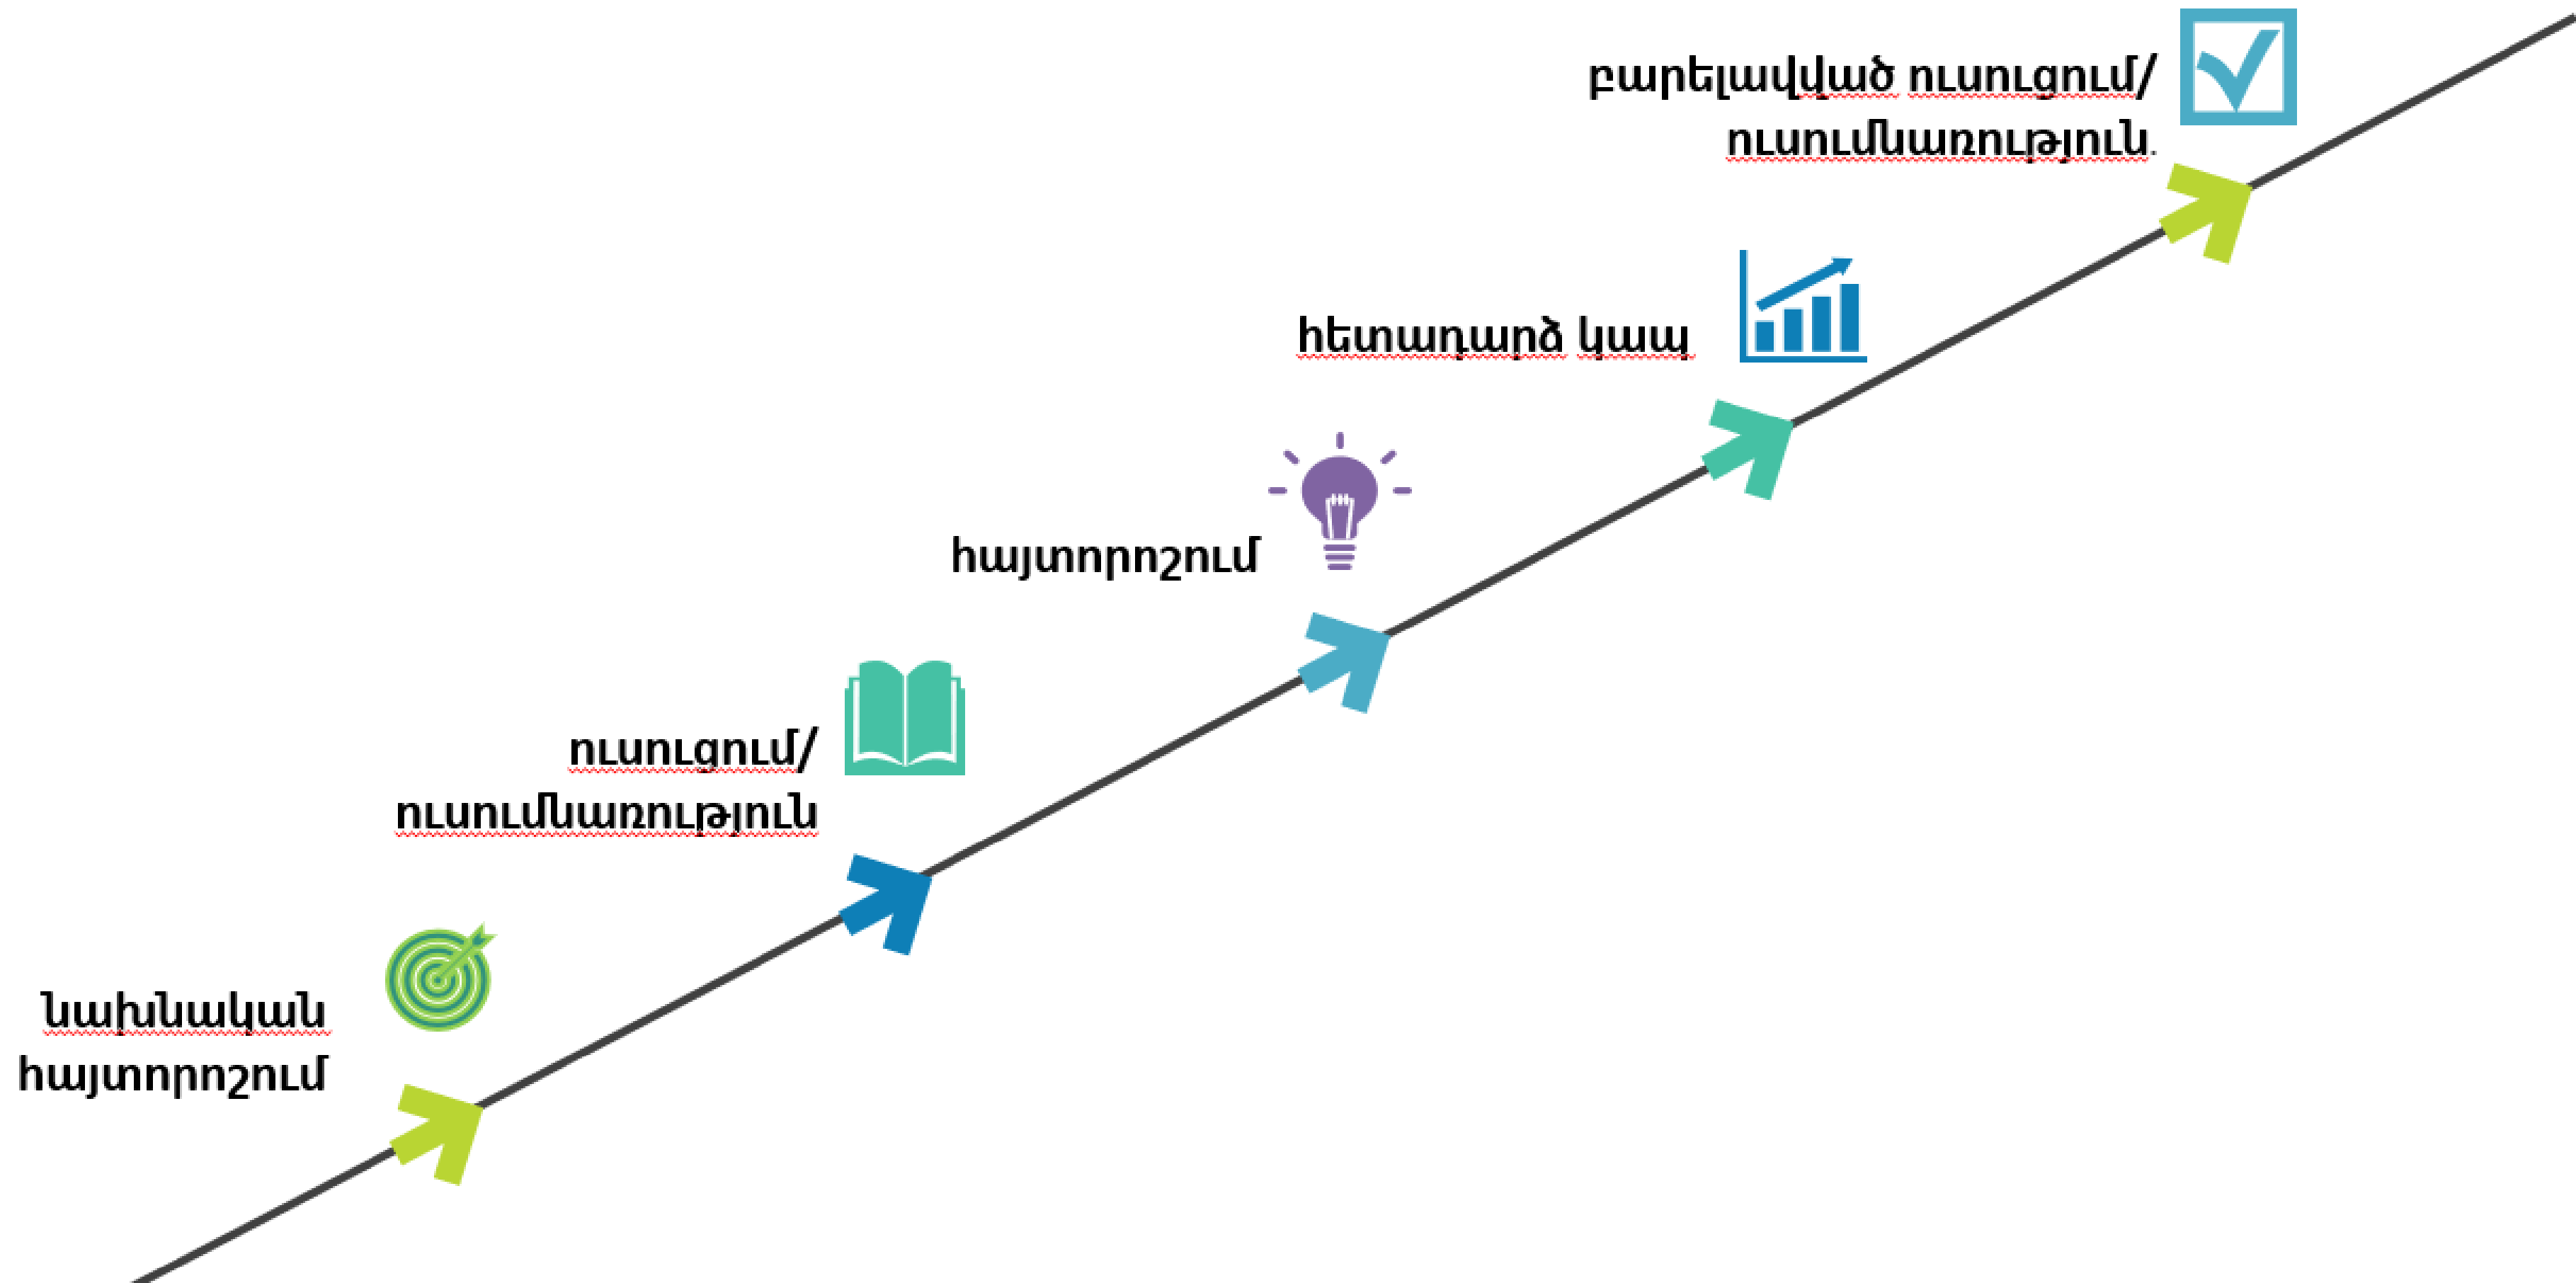 բարելավված ուսուցում/
ուսումնառություն.
հետադարձ կապ
հայտորոշում
ուսուցում/
ուսումնառություն
նախնական
հայտորոշում